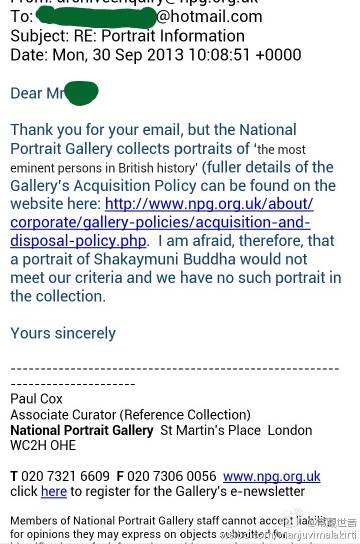 From: archiveenquiry@npg.org.uk
To: @hotmail.com
Subject: RE: Portrait Information
Date: Mon, 30 Sep 2013 10:08:51 +0000
Dear Mr
Thank you for your email, but the National
Portrait Gallery collects portraits of ‘the most
eminent persons in British history’ (fuller details of the
Gallery's Acquisition Policy can be found on the
website here: http://www.npg.org.uk/about/
corporate/gallery-policies/acquisition-and-
disposal-policy.php. I am afraid, therefore, that
a portrait of Shakaymuni Buddha would not
meet our criteria and we have no such portrait in
the collection.
Yours sincerely
------------------------------------------------------
---------------------
Paul Cox
Associate Curator (Reference Collection)
National Portrait Gallery St Martin's Place London
WC2H OHE
T 020 7321 6609 F 020 7306 0056 www.npg.org.uk
click here to register for the Gallery's e-newsletter
Members of National Portrait Gallery staff cannot accept liability
for opinions they may express on objects submitted for